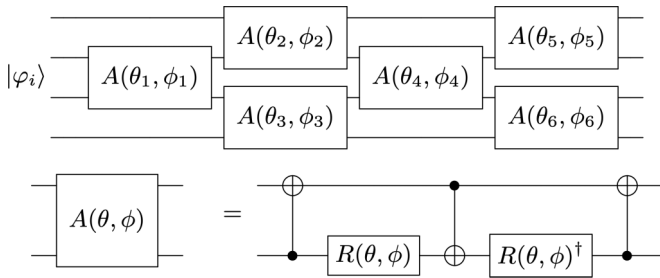 A(θ₂, ϕ₂) A(θ₅, ϕ₅)
|φᵢ⟩ A(θ₁, ϕ₁) A(θ₄, ϕ₄)
A(θ₃, ϕ₃) A(θ₆, ϕ₆)
A(θ, ϕ) = R(θ, ϕ) R(θ, ϕ)†